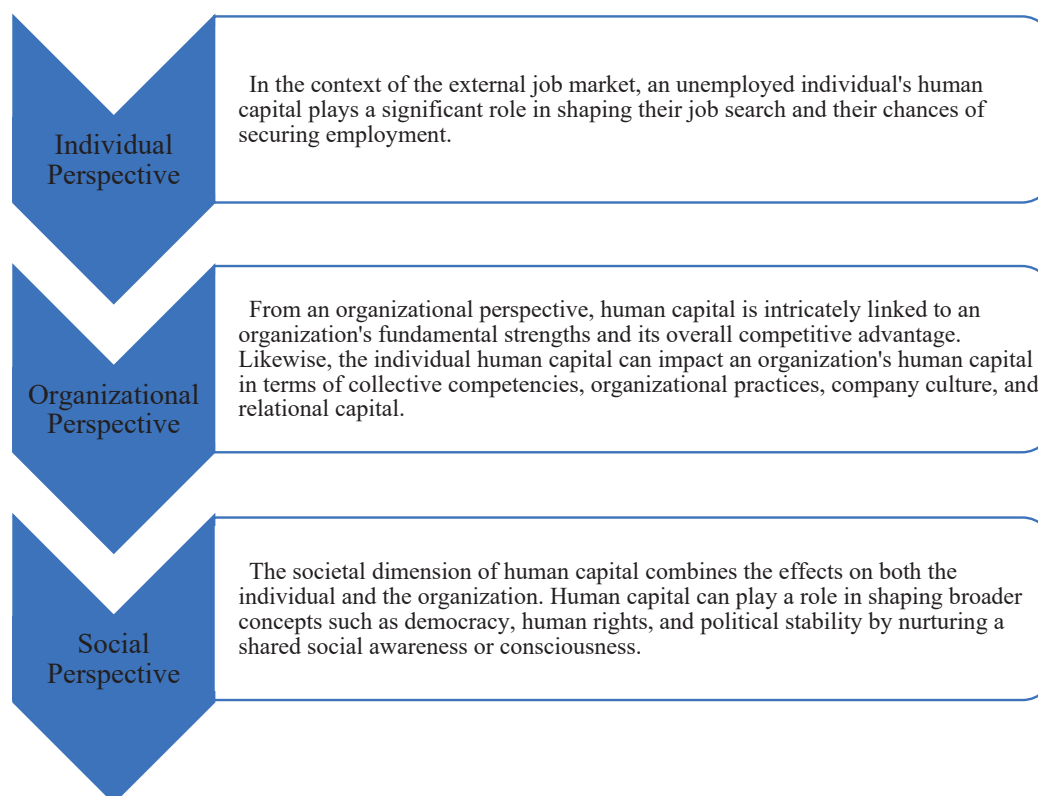 Individual
Perspective
In the context of the external job market, an unemployed individual's human
capital plays a significant role in shaping their job search and their chances of
securing employment.
Organizational
Perspective
From an organizational perspective, human capital is intricately linked to an
organization's fundamental strengths and its overall competitive advantage.
Likewise, the individual human capital can impact an organization's human capital
in terms of collective competencies, organizational practices, company culture, and
relational capital.
Social
Perspective
The societal dimension of human capital combines the effects on both the
individual and the organization. Human capital can play a role in shaping broader
concepts such as democracy, human rights, and political stability by nurturing a
shared social awareness or consciousness.